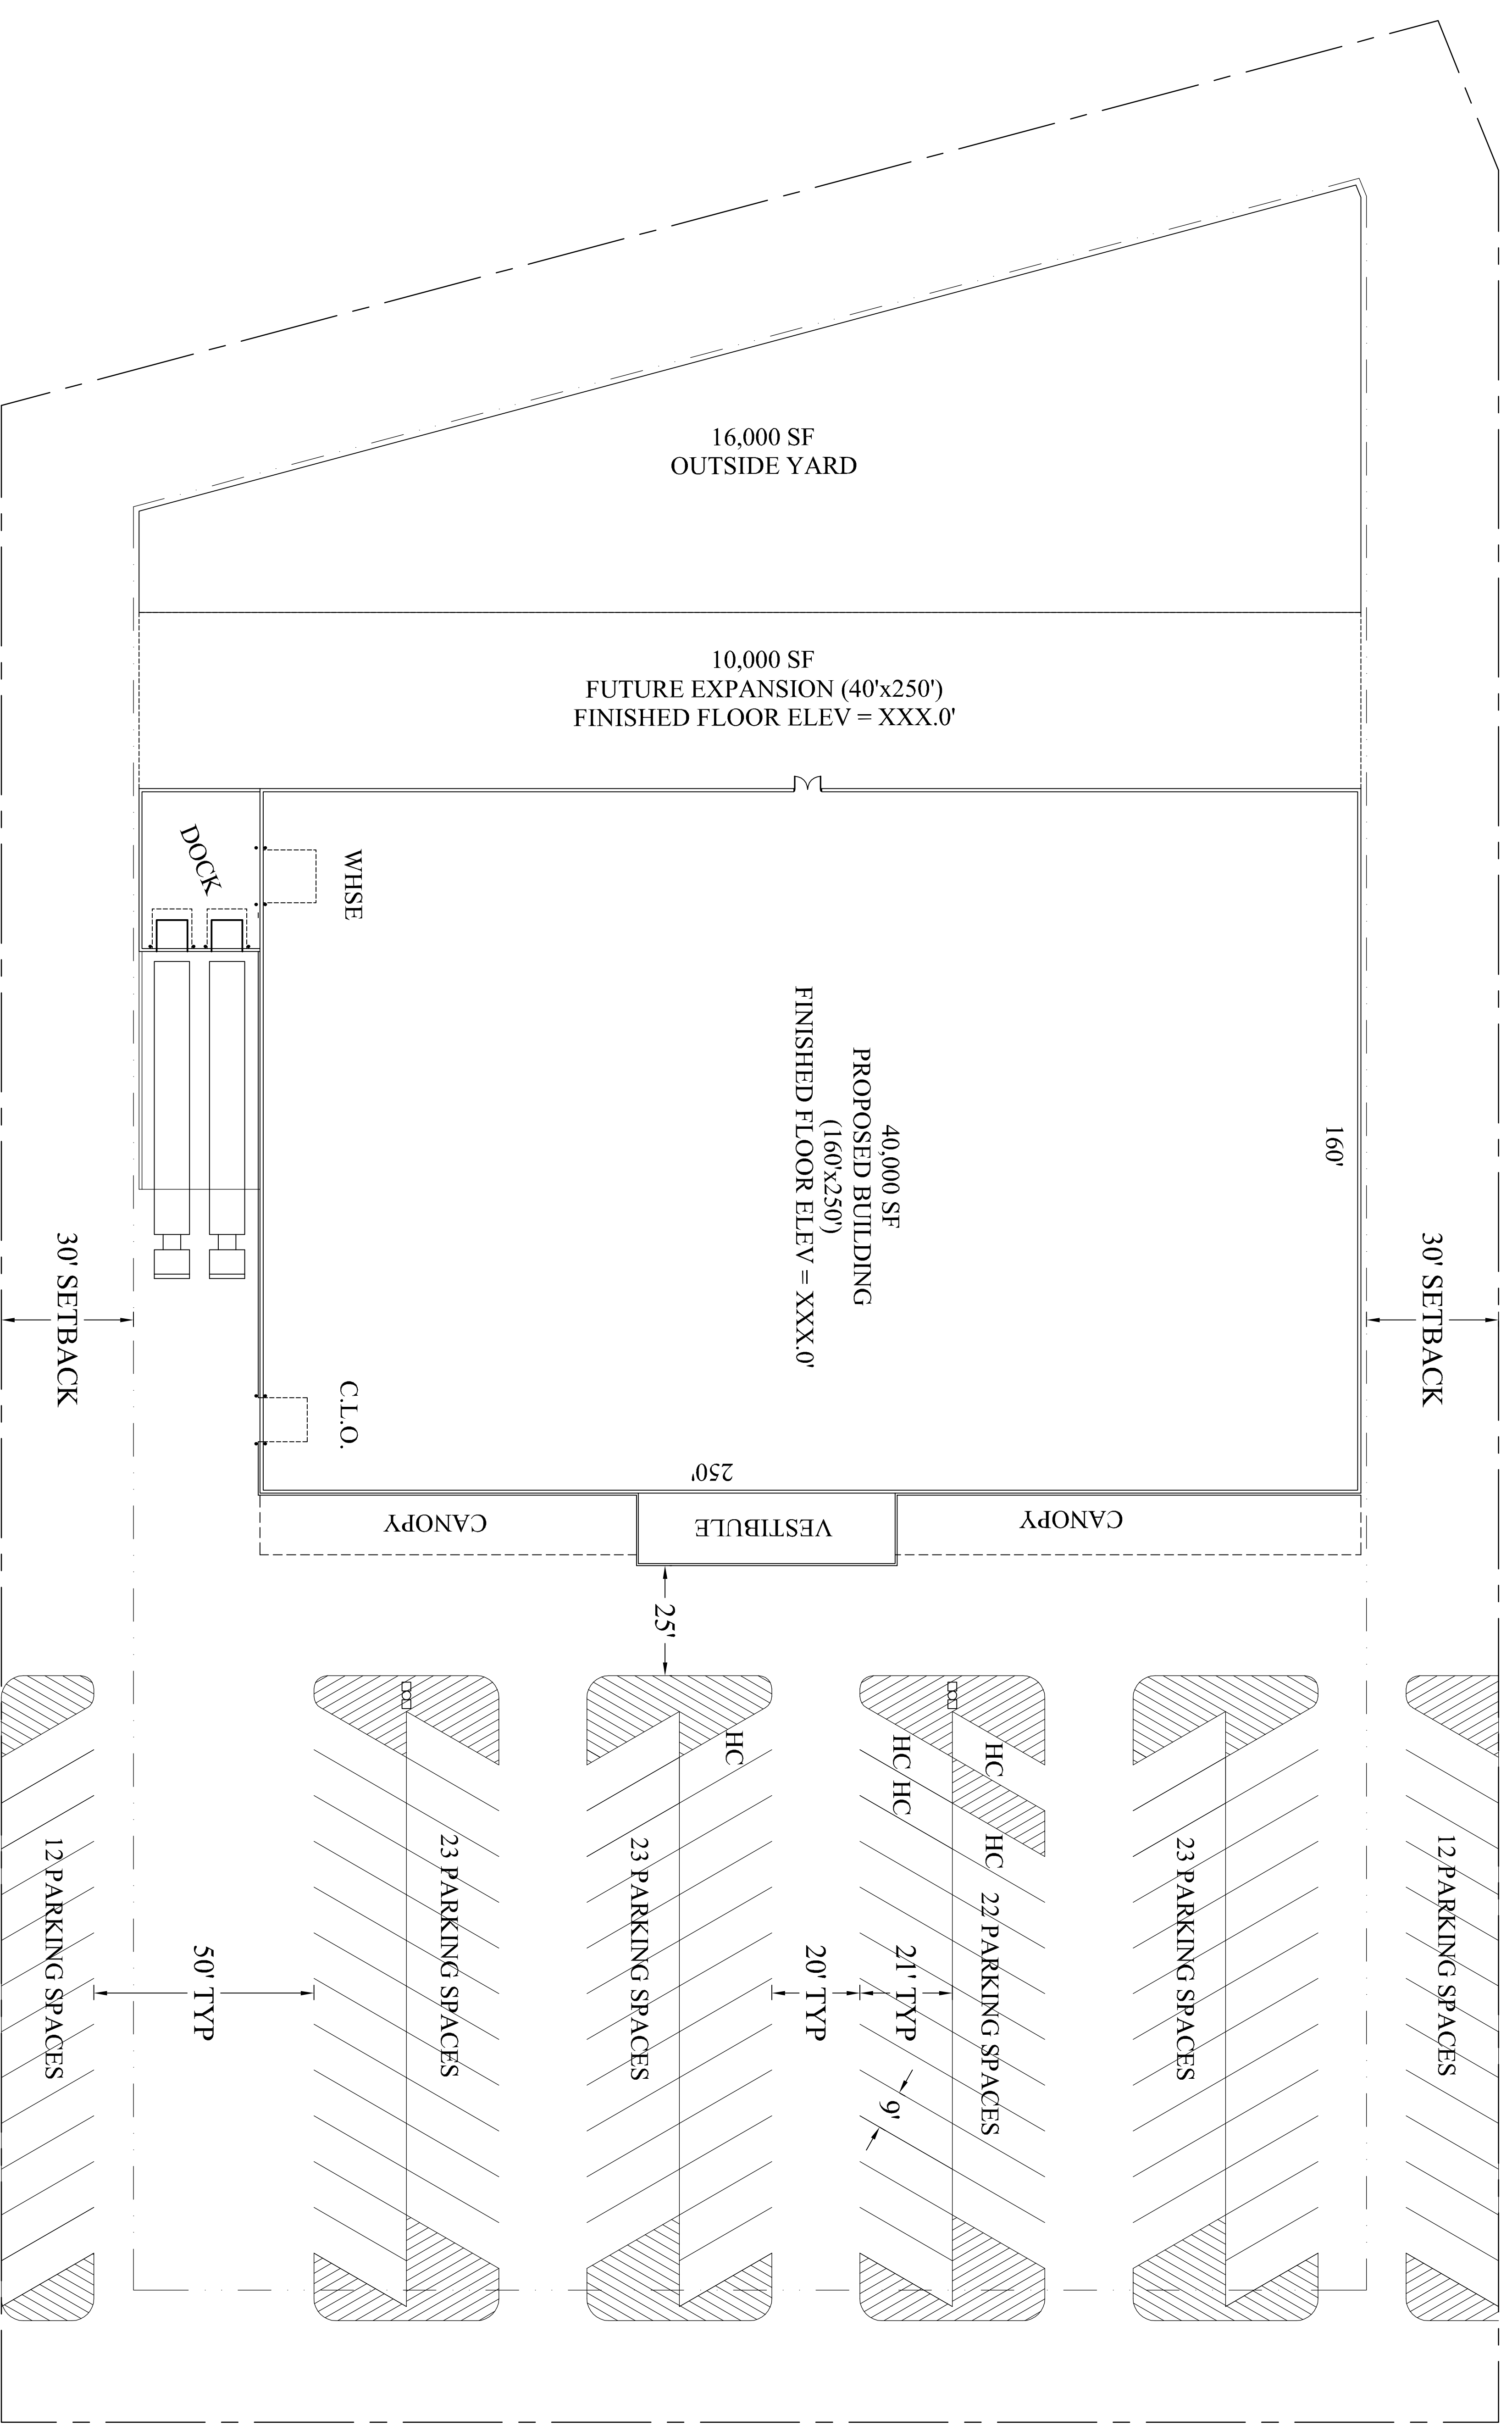 16,000 SF
OUTSIDE YARD
10,000 SF
FUTURE EXPANSION (40'x250')
FINISHED FLOOR ELEV = XXX.0'
DOCK
WHSE
40,000 SF
PROPOSED BUILDING
(160'x250')
FINISHED FLOOR ELEV = XXX.0'
160'
30' SETBACK
30' SETBACK
C.L.O.
250'
CANOPY
VESTIBULE
CANOPY
25'
HC
HC
HC
HC
HC
12 PARKING SPACES
23 PARKING SPACES
23 PARKING SPACES
22 PARKING SPACES
23 PARKING SPACES
12 PARKING SPACES
50' TYP
20' TYP
21' TYP
9'